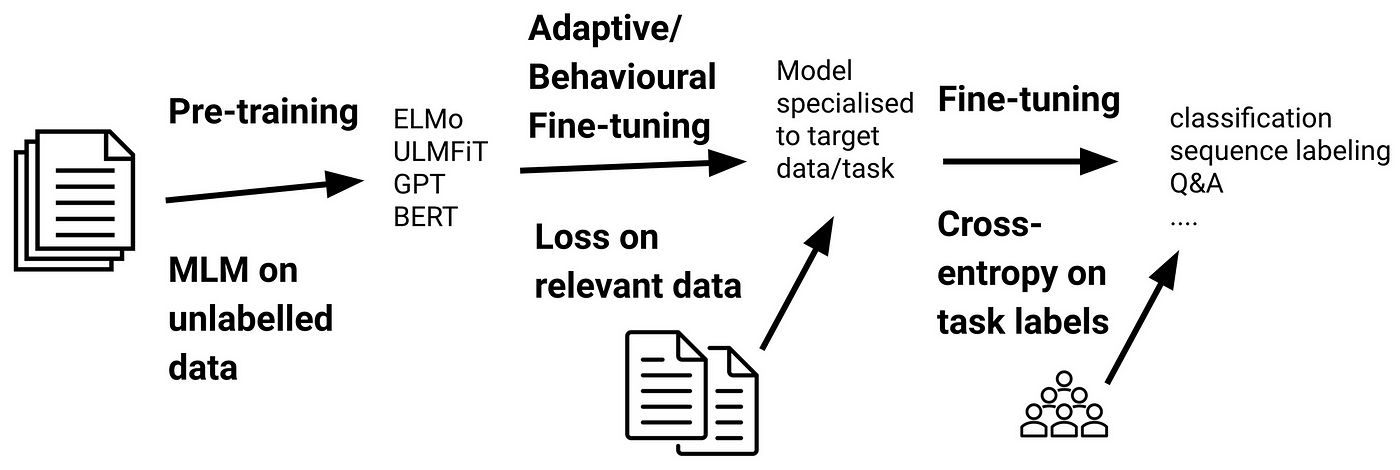 Pre-training
MLM on
unlabelled
data
ELMo
ULMFiT
GPT
BERT
Adaptive/
Behavioural
Fine-tuning
Loss on
relevant data
Model
specialised
to target
data/task
Fine-tuning
Cross-
entropy on
task labels
classification
sequence labeling
Q&A
....